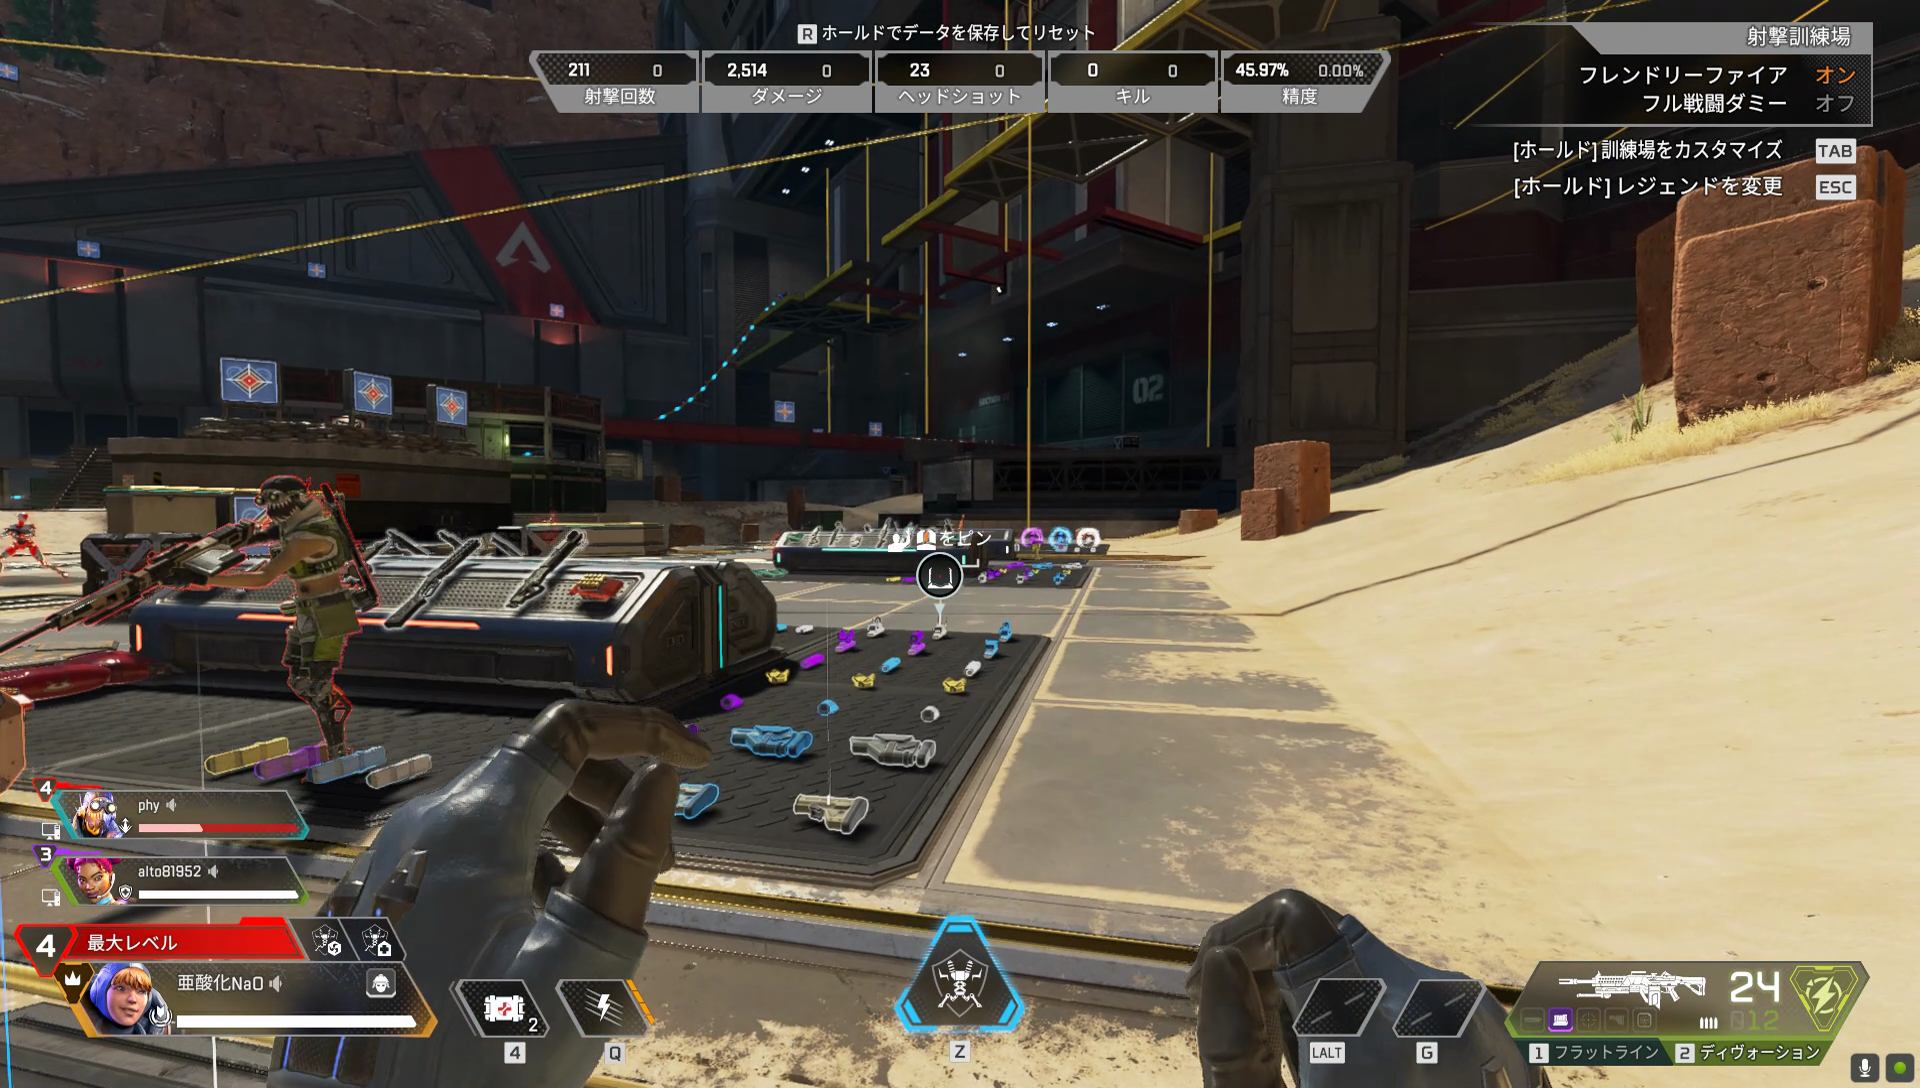 R ホールドでデータを保存してリセット
211 0 2,514 0 23 0 0 0 45.97% 0.00%
射撃回数 ダメージ ヘッドショット キル 精度
射撃訓練場
フレンドリーファイア オン
フル戦闘ダミー オフ
[ホールド]訓練場をカスタマイズ TAB
[ホールド]レジェンドを変更 ESC
02
をピン
4
phy
3
alto81952
4 最大レベル
亜酸化NaO
2
4
Q
Z
LALT
G
24
012
1 フラットライン 2 ディヴォーション